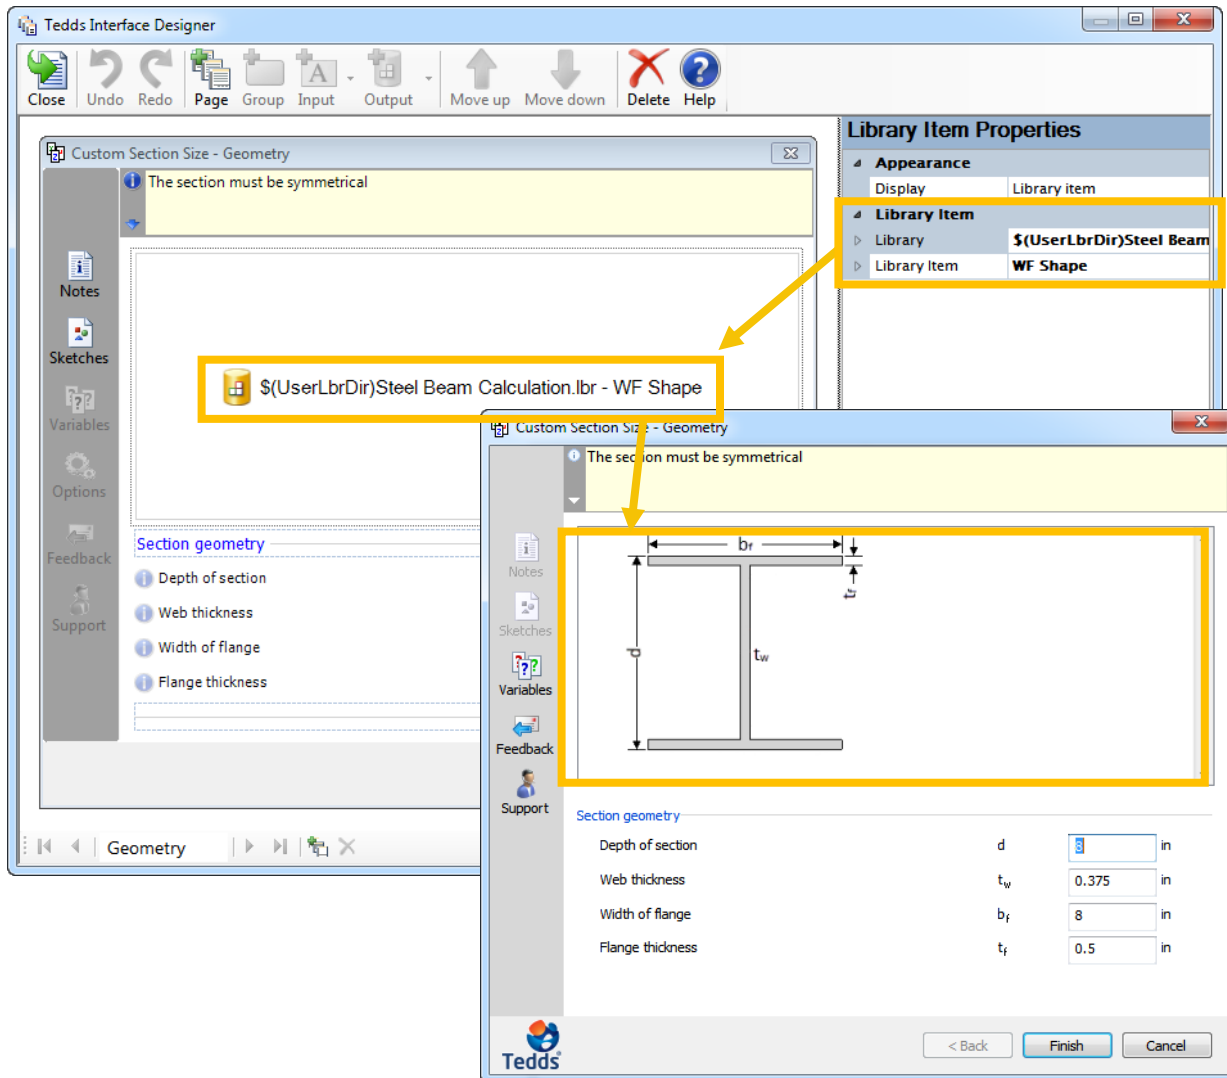 Tedds Interface Designer
Close Undo Redo Page Group Input Output Move up Move down Delete Help
Library Item Properties
Appearance
Display Library item
Library Item
Library $(UserLbrDir)Steel Beam
Library Item WF Shape
Custom Section Size - Geometry
The section must be symmetrical
Notes
Sketches
Variables
Options
Feedback
Support
$(UserLbrDir)Steel Beam Calculation.lbr - WF Shape
Section geometry
Depth of section
Web thickness
Width of flange
Flange thickness
Geometry
Custom Section Size - Geometry
The section must be symmetrical
Notes
Sketches
Variables
Feedback
Support
bf
tf
d
tw
Section geometry
Depth of section d 8 in
Web thickness tw 0.375 in
Width of flange bf 8 in
Flange thickness tf 0.5 in
Tedds
< Back Finish Cancel